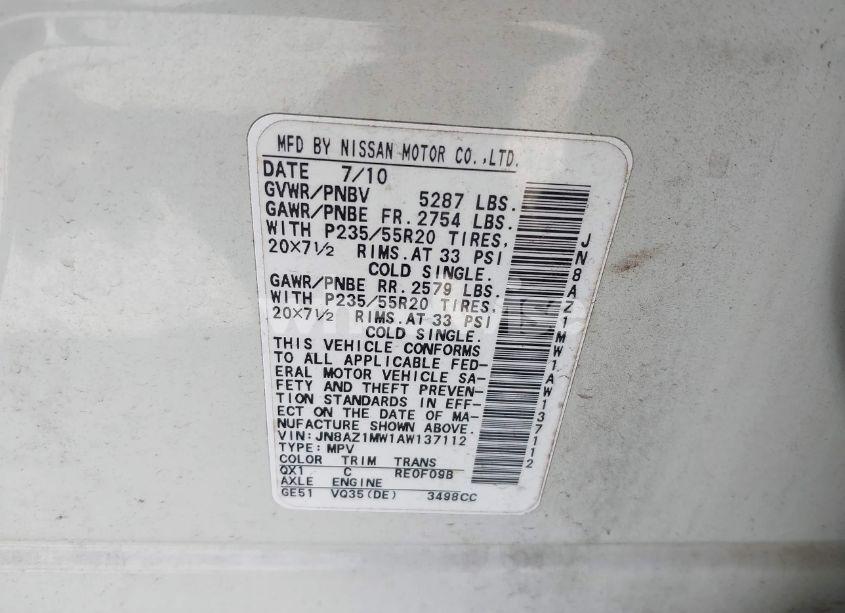 MFD BY NISSAN MOTOR CO.,LTD.
DATE 7/10
GVWR/PNBV 5287 LBS.
GAWR/PNBE FR. 2754 LBS.
WITH P235/55R20 TIRES,
20×7½ RIMS.AT 33 PSI
COLD SINGLE.
GAWR/PNBE RR. 2579 LBS.
WITH P235/55R20 TIRES,
20×7½ RIMS.AT 33 PSI
COLD SINGLE.
THIS VEHICLE CONFORMS
TO ALL APPLICABLE FED-
ERAL MOTOR VEHICLE SA-
FETY AND THEFT PREVEN-
TION STANDARDS IN EFF-
ECT ON THE DATE OF MA-
NUFACTURE SHOWN ABOVE.
VIN: JN8AZ1MW1AW137112
TYPE: MPV
COLOR TRIM TRANS
QX1 C RE0F09B
AXLE ENGINE
GE51 VQ35(DE) 3498CC
JN8AZ1MW1AW137112